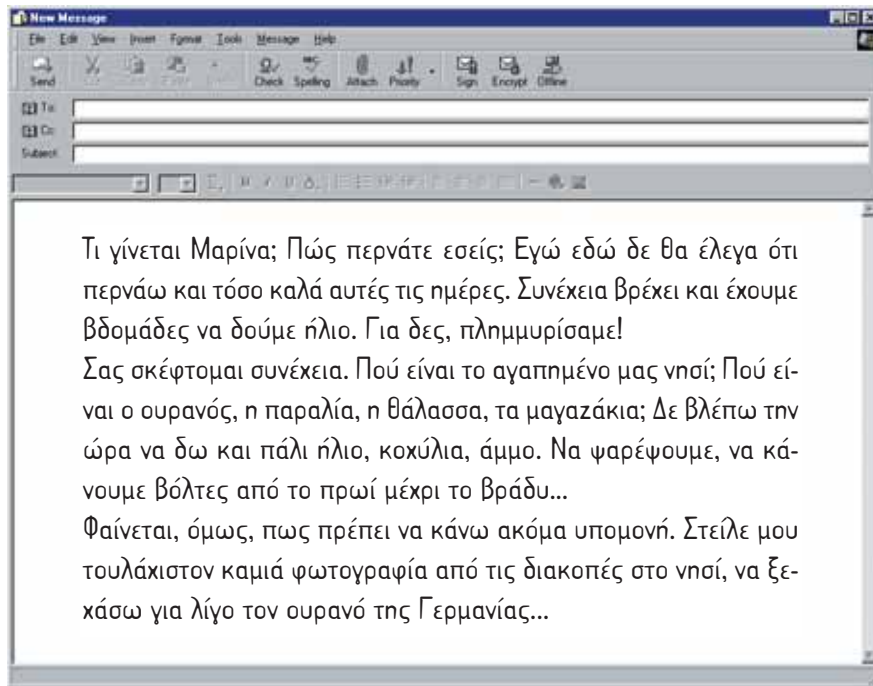 New Message
File Edit View Insert Format Tools Message Help
Send Check Spelling Attach Priority Sign Encrypt Offline
To:
Cc:
Subject:
Τι γίνεται Μαρίνα; Πώς περνάτε εσείς; Εγώ εδώ δε θα έλεγα ότι
περνάω και τόσο καλά αυτές τις ημέρες. Συνέχεια βρέχει και έχουμε
βδομάδες να δούμε ήλιο. Για δες, πλημμυρίσαμε!
Σας σκέφτομαι συνέχεια. Πού είναι το αγαπημένο μας νησί; Πού εί-
ναι ο ουρανός, η παραλία, η θάλασσα, τα μαγαζάκια; Δε βλέπω την
ώρα να δω και πάλι ήλιο, κοχύλια, άμμο. Να ψαρέψουμε, να κά-
νουμε βόλτες από το πρωί μέχρι το βράδυ...
Φαίνεται, όμως, πως πρέπει να κάνω ακόμα υπομονή. Στείλε μου
τουλάχιστον καμιά φωτογραφία από τις διακοπές στο νησί, να ξε-
χάσω για λίγο τον ουρανό της Γερμανίας...